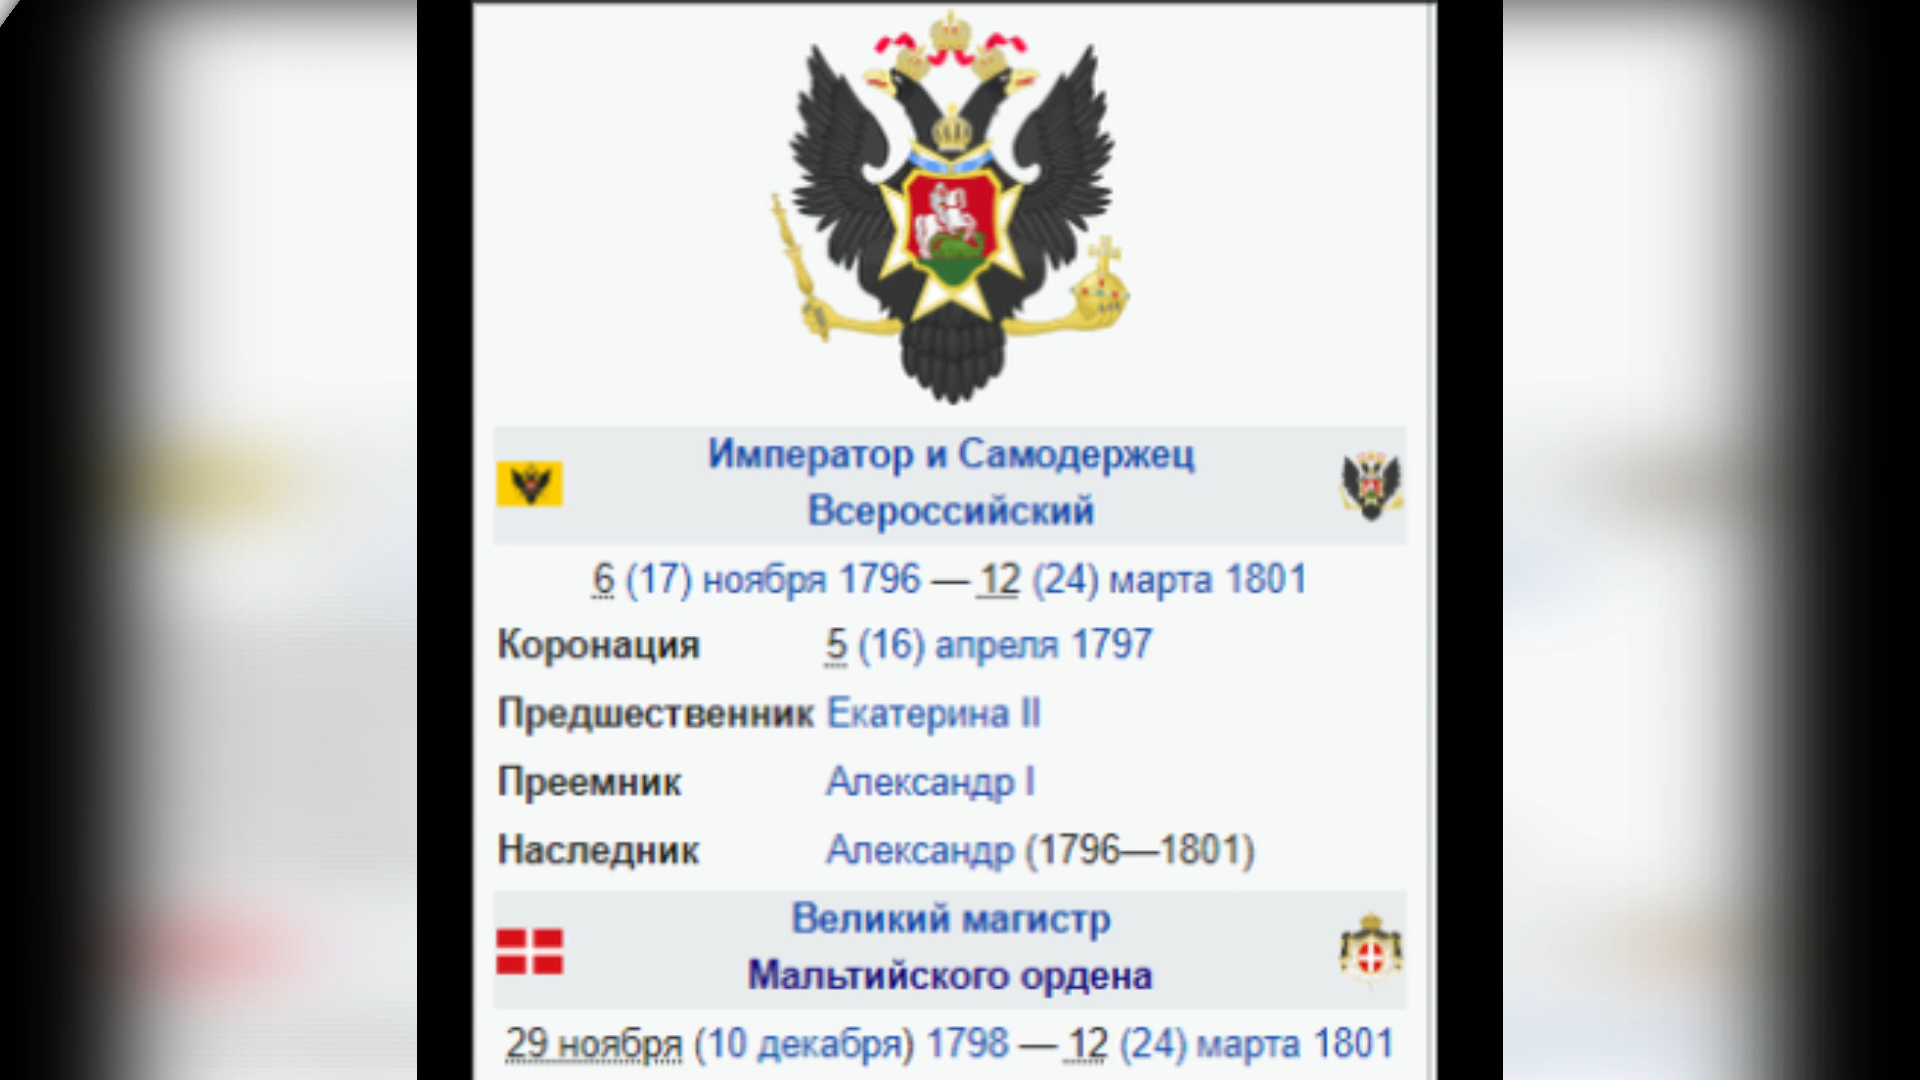 Император и Самодержец
Всероссийский
6 (17) ноября 1796 — 12 (24) марта 1801
Коронация 5 (16) апреля 1797
Предшественник Екатерина II
Преемник Александр I
Наследник Александр (1796—1801)
Великий магистр
Мальтийского ордена
29 ноября (10 декабря) 1798 — 12 (24) марта 1801